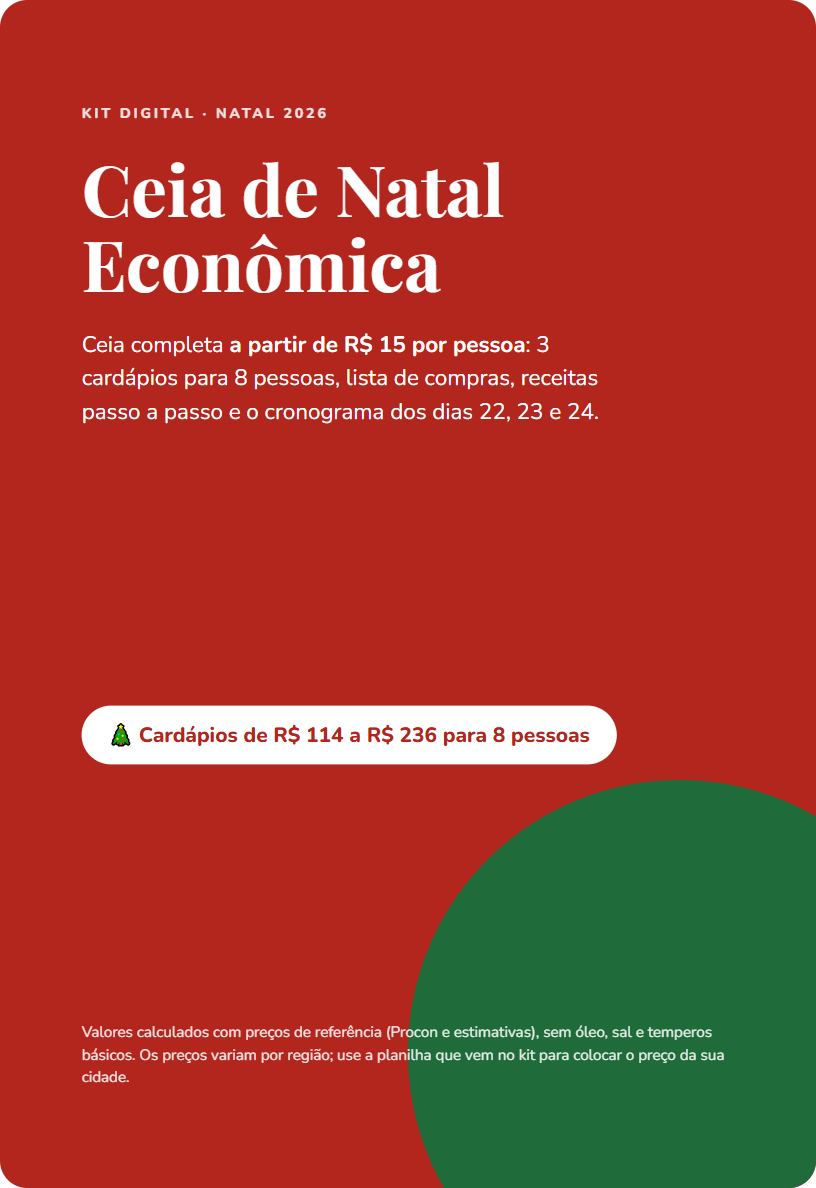 KIT DIGITAL · NATAL 2026
Ceia de Natal
Econômica
Ceia completa a partir de R$ 15 por pessoa: 3
cardápios para 8 pessoas, lista de compras, receitas
passo a passo e o cronograma dos dias 22, 23 e 24.
🎄 Cardápios de R$ 114 a R$ 236 para 8 pessoas
Valores calculados com preços de referência (Procon e estimativas), sem óleo, sal e temperos
básicos. Os preços variam por região; use a planilha que vem no kit para colocar o preço da sua
cidade.